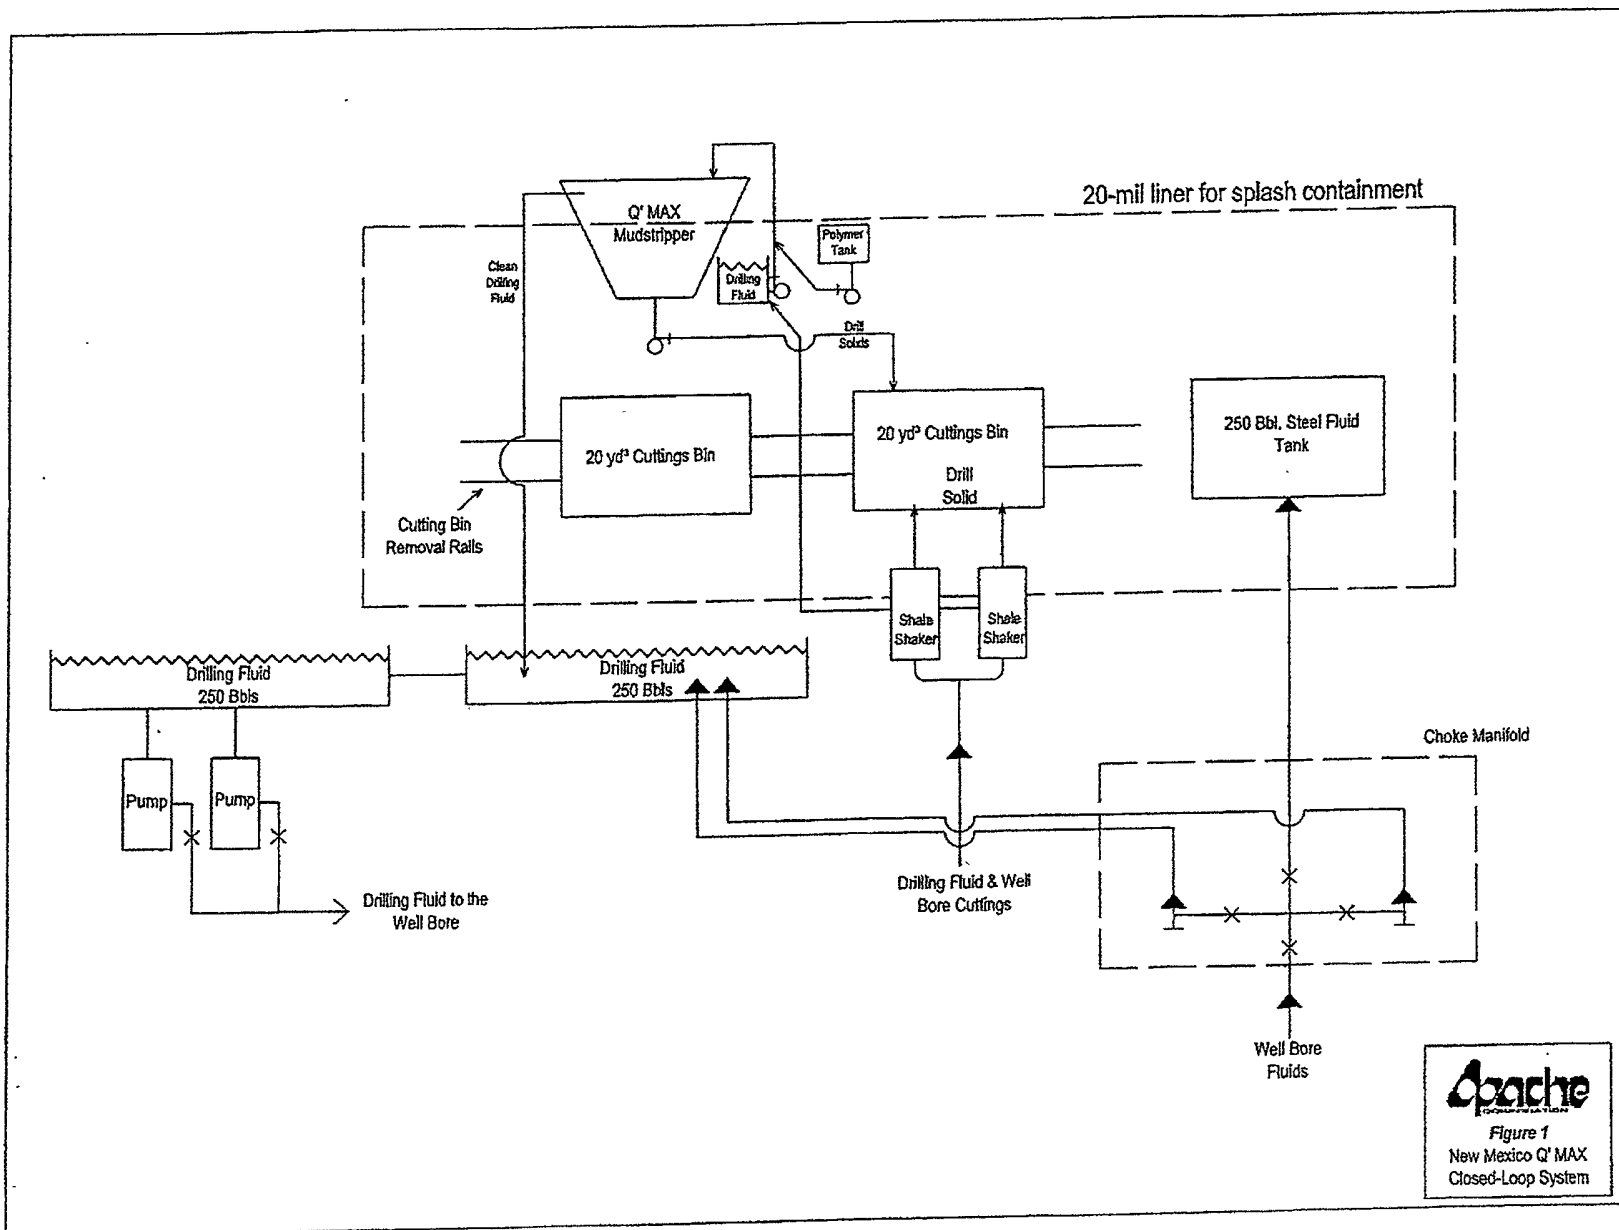 20-mil liner for splash containment
Q' MAX
Mudstripper
Polymer
Tank
Clean
Drilling
Fluid
Drilling
Fluid
Drill
Solids
20 yd³ Cuttings Bin
20 yd³ Cuttings Bin
Drill
Solid
250 Bbl. Steel Fluid
Tank
Cutting Bin
Removal Rails
Shale
Shaker
Shale
Shaker
Drilling Fluid
250 Bbls
Drilling Fluid
250 Bbls
Choke Manifold
Pump
Pump
Drilling Fluid to the
Well Bore
Drilling Fluid & Well
Bore Cuttings
Well Bore
Fluids
Apache
CORPORATION
Figure 1
New Mexico Q' MAX
Closed-Loop System